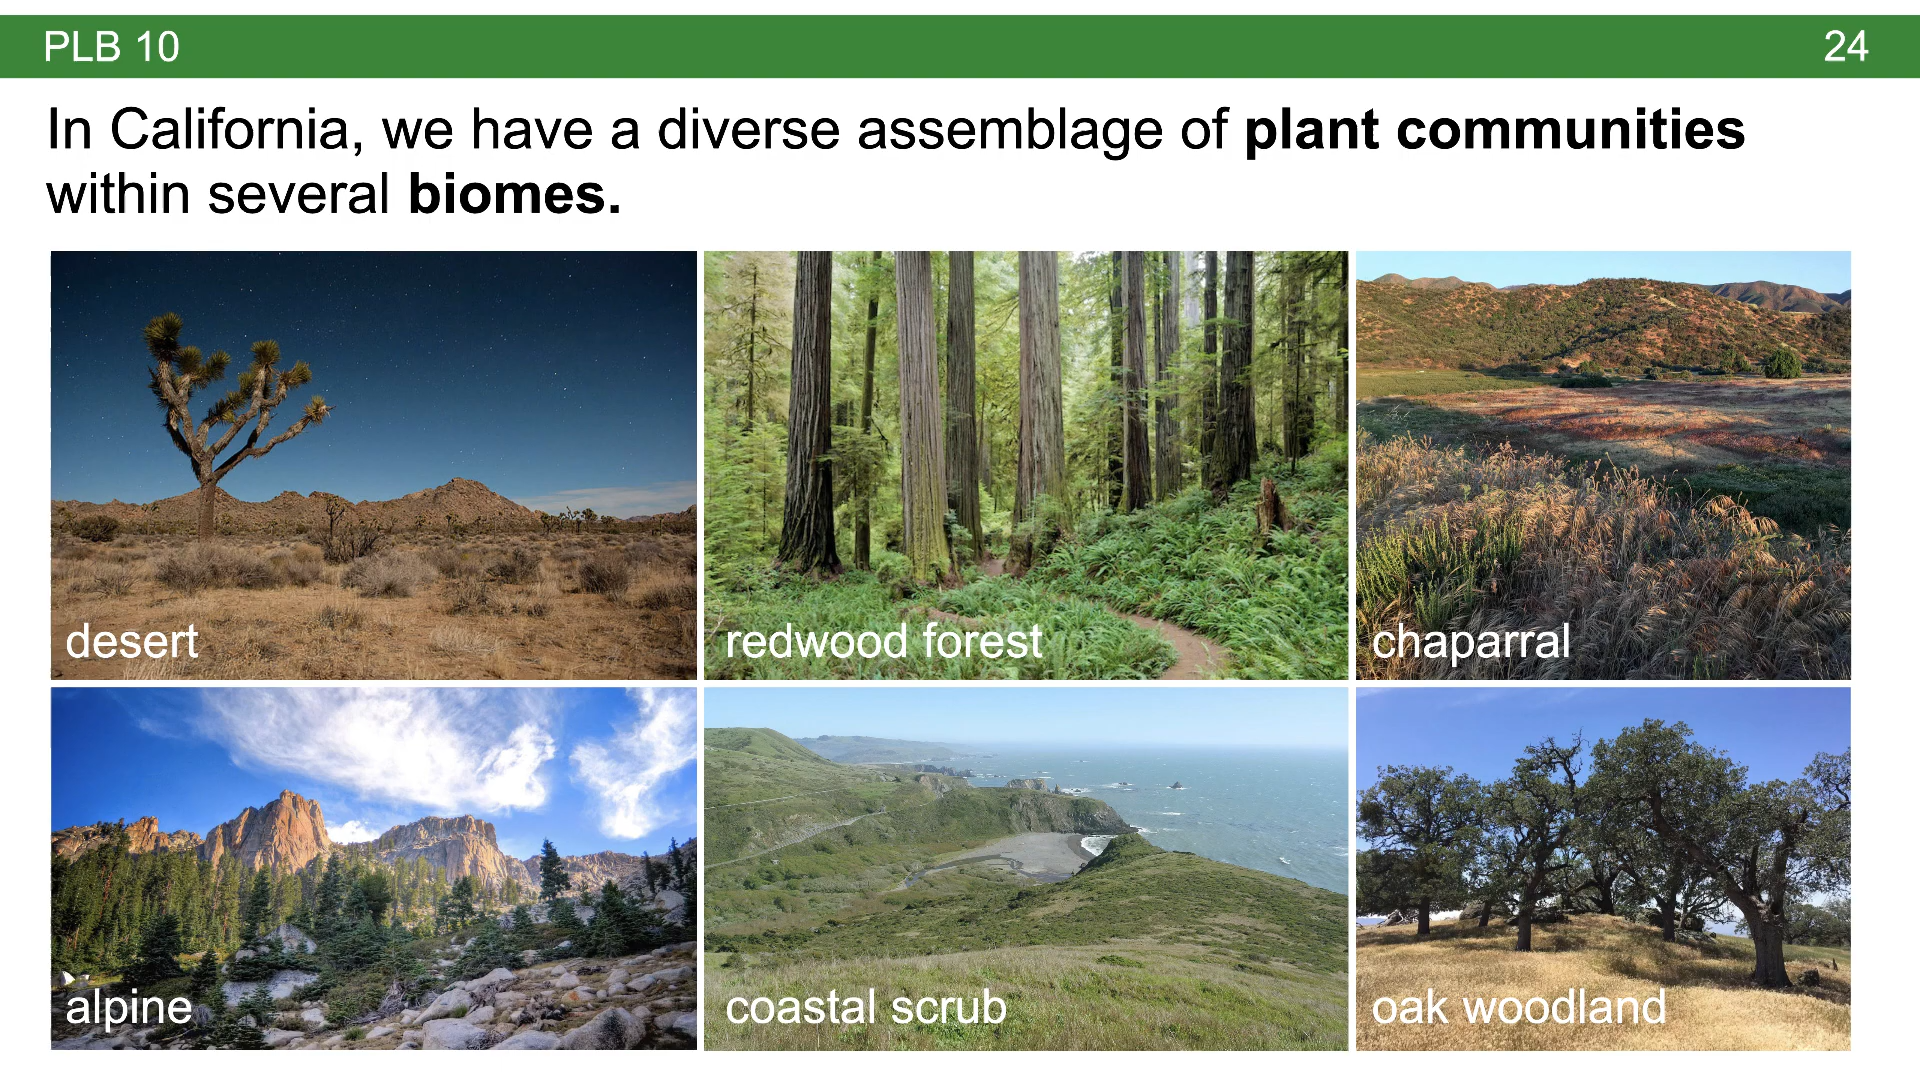 PLB 10
24
In California, we have a diverse assemblage of plant communities
within several biomes.
desert
redwood forest
chaparral
alpine
coastal scrub
oak woodland